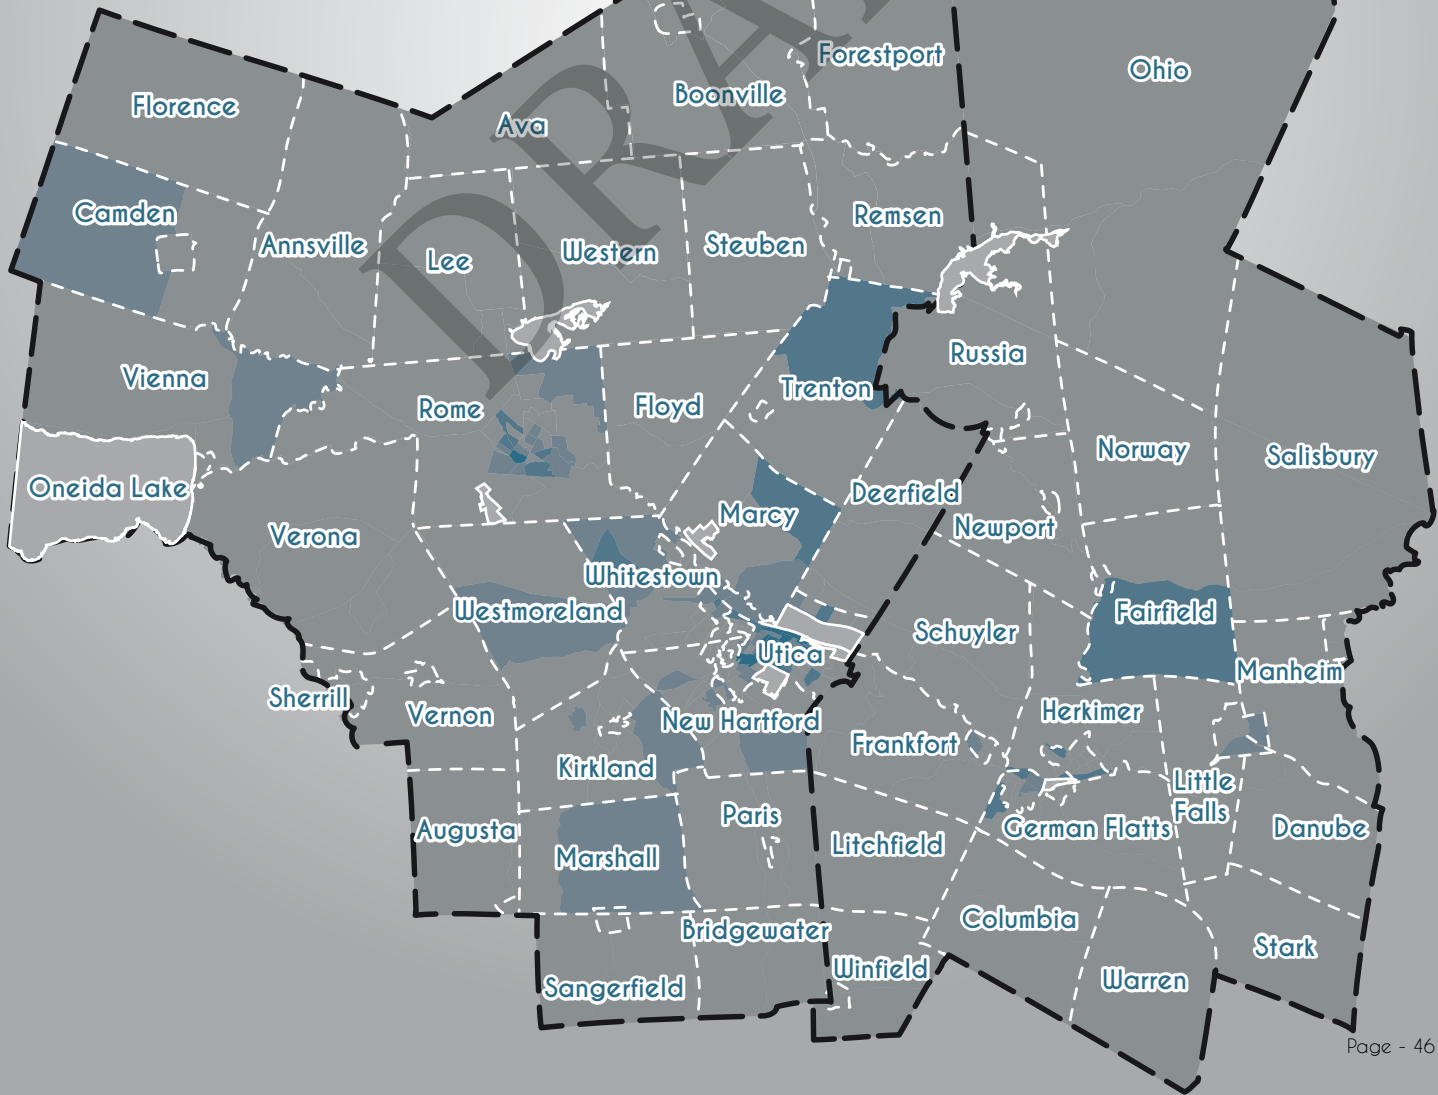 Forestport
Ohio
Boonville
Florence
Ava
DRA
Camden
Remsen
Annsville
Lee
Western
Steuben
Russia
Vienna
Trenton
Rome
Floyd
Norway
Salisbury
Oneida Lake
Deerfield
Marcy
Newport
Verona
Whitestown
Westmoreland
Fairfield
Schuyler
Utica
Manheim
Sherrill
Vernon
New Hartford
Herkimer
Frankfort
Kirkland
Little
Falls
Paris
Augusta
German Flatts
Danube
Litchfield
Marshall
Columbia
Bridgewater
Stark
Winfield
Warren
Sangerfield
Page - 46